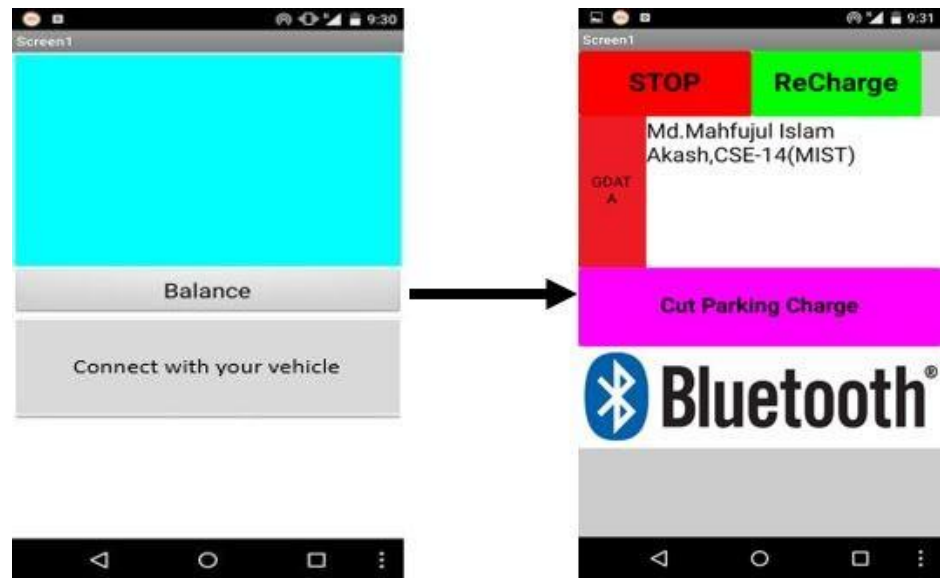 9:30
Screen1
Balance
Connect with your vehicle
9:31
Screen1
STOP
ReCharge
Md.Mahfujul Islam
Akash,CSE-14(MIST)
GDAT
A
Cut Parking Charge
Bluetooth®